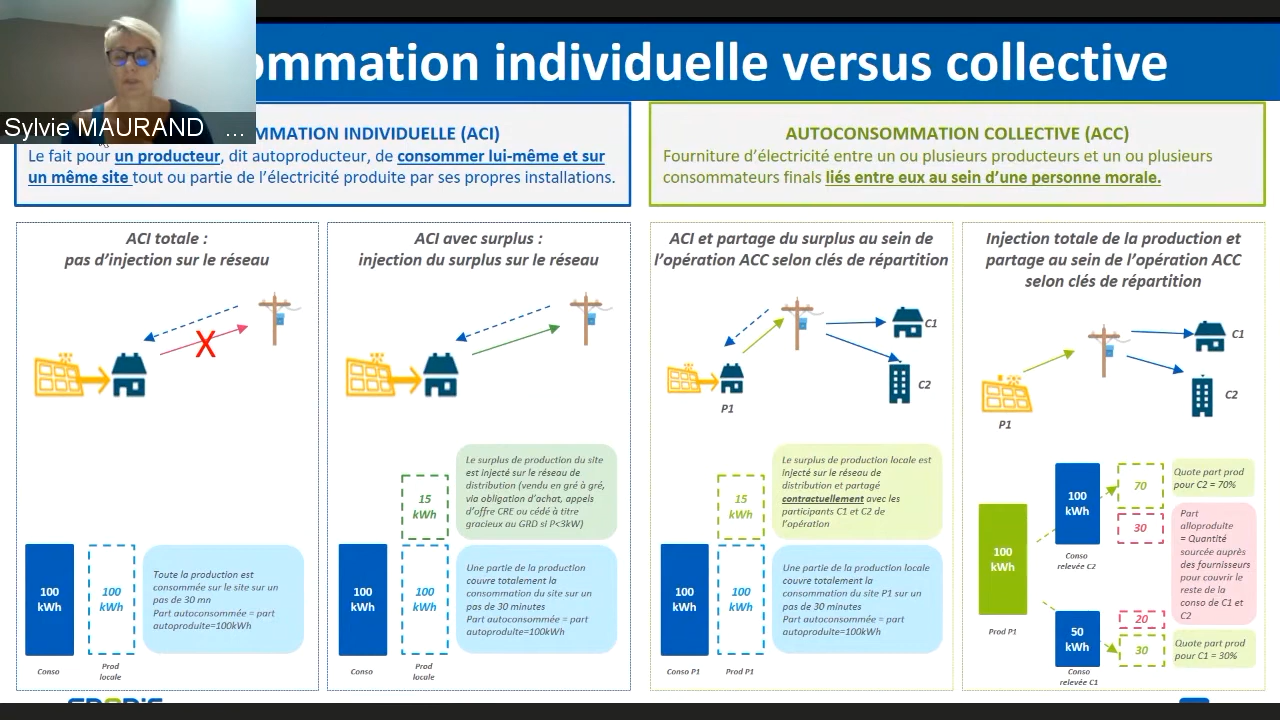 ommation individuelle versus collective
Sylvie MAURAND ...
MMATION INDIVIDUELLE (ACI)
Le fait pour un producteur, dit autoproducteur, de consommer lui-même et sur
un même site tout ou partie de l'électricité produite par ses propres installations.
AUTOCONSOMMATION COLLECTIVE (ACC)
Fourniture d'électricité entre un ou plusieurs producteurs et un ou plusieurs
consommateurs finals liés entre eux au sein d'une personne morale.
ACI totale :
pas d'injection sur le réseau
X
100
kWh
100
kWh
Toute la production est
consommée sur le site sur un
pas de 30 mn
Part autoconsommée = part
autoproduite=100kWh
Conso
Prod
locale
ACI avec surplus :
injection du surplus sur le réseau
15
kWh
Le surplus de production du site
est injecté sur le réseau de
distribution (vendu en gré à gré,
via obligation d'achat, appels
d'offre CRE ou cédé à titre
gracieux au GRD si P<3kW)
100
kWh
100
kWh
Une partie de la production
couvre totalement la
consommation du site sur un
pas de 30 minutes
Part autoconsommée = part
autoproduite=100kWh
Conso
Prod
locale
ACI et partage du surplus au sein de
l'opération ACC selon clés de répartition
C1
C2
P1
15
kWh
Le surplus de production locale est
injecté sur le réseau de
distribution et partagé
contractuellement avec les
participants C1 et C2 de
l'opération
100
kWh
100
kWh
Une partie de la production locale
couvre totalement la
consommation du site P1 sur un
pas de 30 minutes
Part autoconsommée = part
autoproduite=100kWh
Conso P1
Prod P1
Injection totale de la production et
partage au sein de l'opération ACC
selon clés de répartition
C1
C2
P1
100
kWh
Prod P1
100
kWh
Conso
relevée C2
70
30
Quote part prod
pour C2 = 70%
Part
alloproduite
= Quantité
sourcée auprès
des fournisseurs
pour couvrir le
reste de la
conso de C1 et
C2
50
kWh
Conso
relevée C1
20
30
Quote part prod
pour C1 = 30%